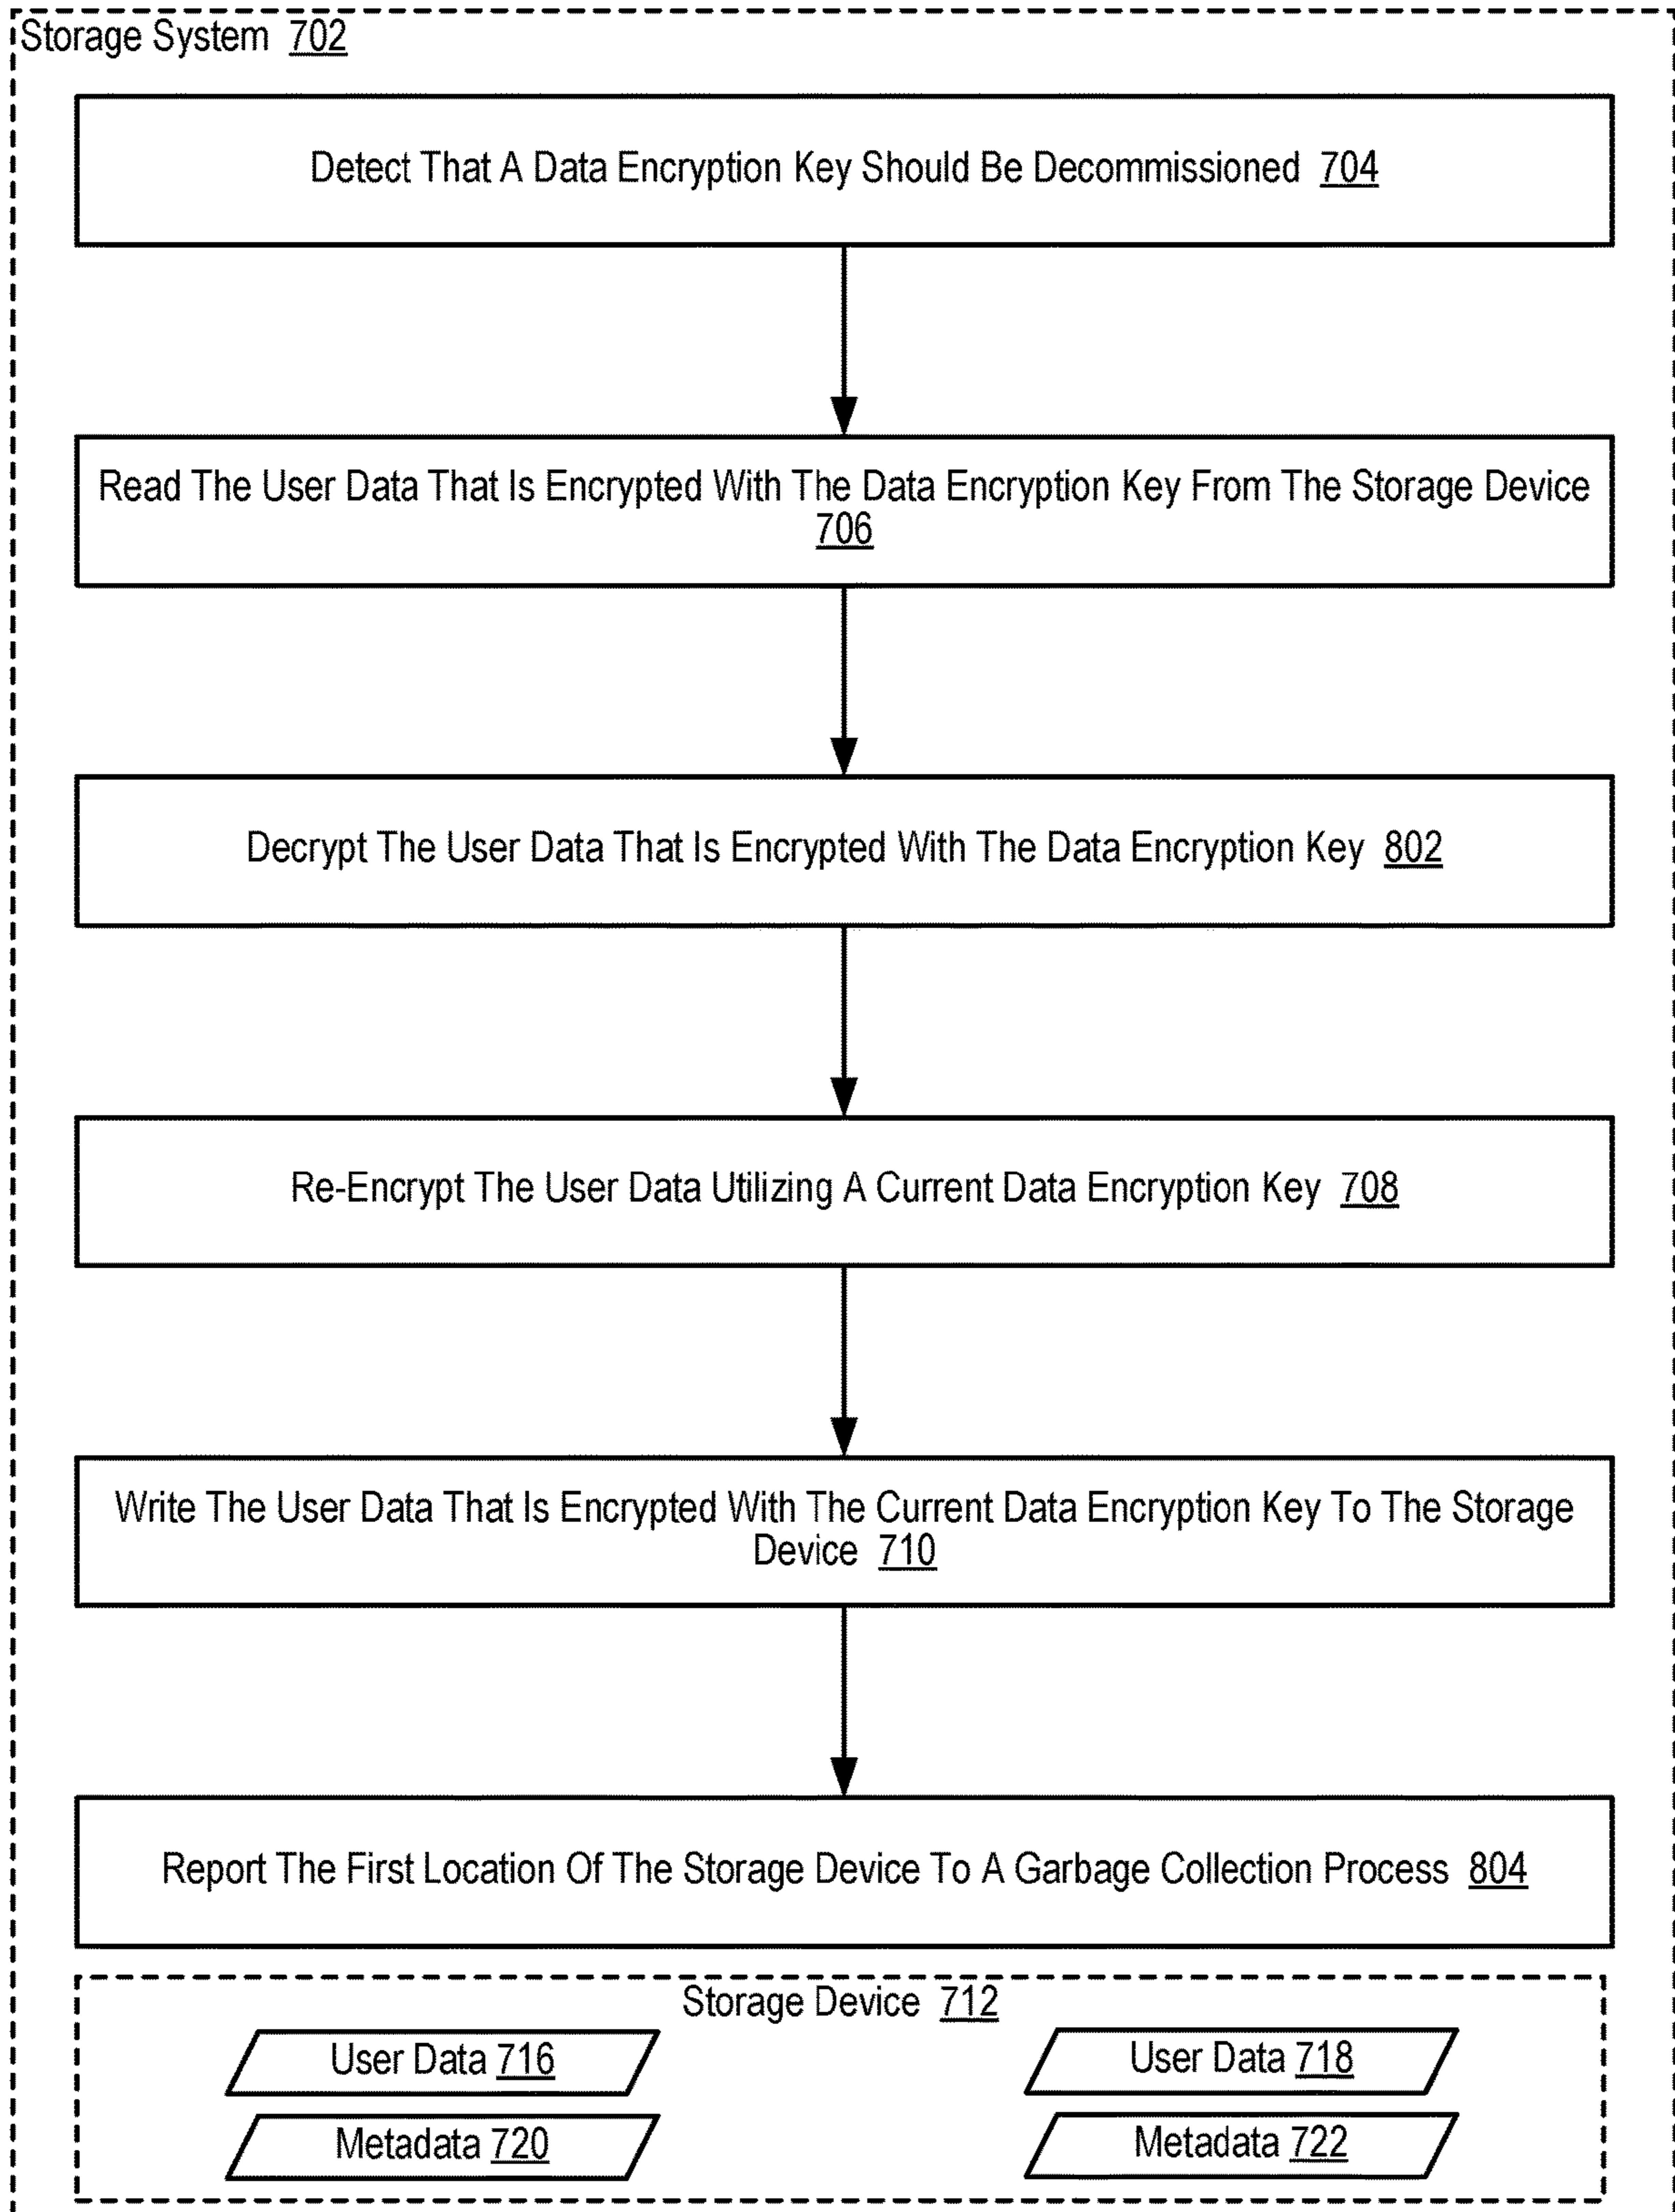 Storage System 702
Detect That A Data Encryption Key Should Be Decommissioned 704
Read The User Data That Is Encrypted With The Data Encryption Key From The Storage Device
706
Decrypt The User Data That Is Encrypted With The Data Encryption Key 802
Re-Encrypt The User Data Utilizing A Current Data Encryption Key 708
Write The User Data That Is Encrypted With The Current Data Encryption Key To The Storage
Device 710
Report The First Location Of The Storage Device To A Garbage Collection Process 804
Storage Device 712
User Data 716
User Data 718
Metadata 720
Metadata 722